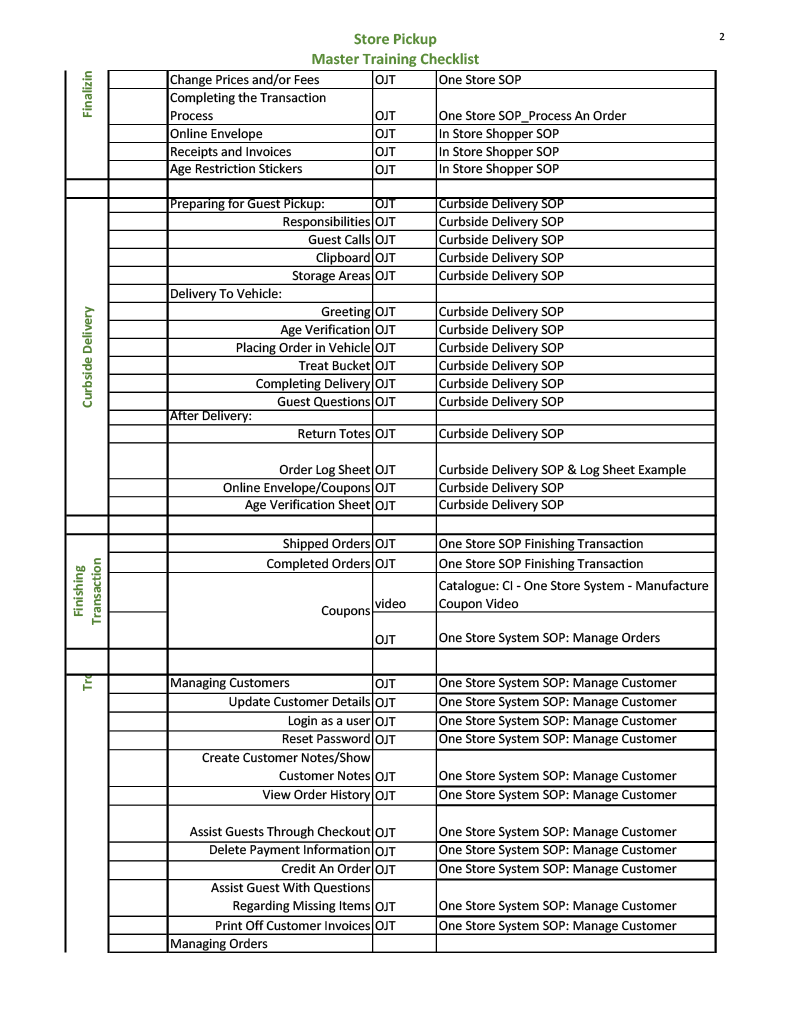 Store Pickup
2
Master Training Checklist
Finalizin
Change Prices and/or Fees OJT One Store SOP
Completing the Transaction
Process OJT One Store SOP_Process An Order
Online Envelope OJT In Store Shopper SOP
Receipts and Invoices OJT In Store Shopper SOP
Age Restriction Stickers OJT In Store Shopper SOP
Curbside Delivery
Preparing for Guest Pickup: OJT Curbside Delivery SOP
Responsibilities OJT Curbside Delivery SOP
Guest Calls OJT Curbside Delivery SOP
Clipboard OJT Curbside Delivery SOP
Storage Areas OJT Curbside Delivery SOP
Delivery To Vehicle:
Greeting OJT Curbside Delivery SOP
Age Verification OJT Curbside Delivery SOP
Placing Order in Vehicle OJT Curbside Delivery SOP
Treat Bucket OJT Curbside Delivery SOP
Completing Delivery OJT Curbside Delivery SOP
Guest Questions OJT Curbside Delivery SOP
After Delivery:
Return Totes OJT Curbside Delivery SOP
Order Log Sheet OJT Curbside Delivery SOP & Log Sheet Example
Online Envelope/Coupons OJT Curbside Delivery SOP
Age Verification Sheet OJT Curbside Delivery SOP
Finishing
Transaction
Shipped Orders OJT One Store SOP Finishing Transaction
Completed Orders OJT One Store SOP Finishing Transaction
Catalogue: CI - One Store System - Manufacture
Coupons video Coupon Video
OJT One Store System SOP: Manage Orders
Tro
Managing Customers OJT One Store System SOP: Manage Customer
Update Customer Details OJT One Store System SOP: Manage Customer
Login as a user OJT One Store System SOP: Manage Customer
Reset Password OJT One Store System SOP: Manage Customer
Create Customer Notes/Show
Customer Notes OJT One Store System SOP: Manage Customer
View Order History OJT One Store System SOP: Manage Customer
Assist Guests Through Checkout OJT One Store System SOP: Manage Customer
Delete Payment Information OJT One Store System SOP: Manage Customer
Credit An Order OJT One Store System SOP: Manage Customer
Assist Guest With Questions
Regarding Missing Items OJT One Store System SOP: Manage Customer
Print Off Customer Invoices OJT One Store System SOP: Manage Customer
Managing Orders